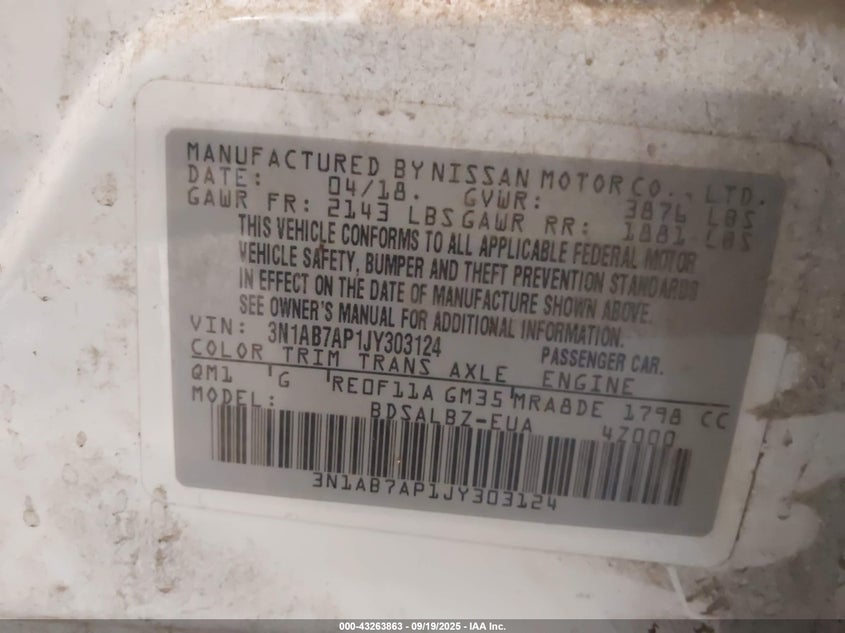 MANUFACTURED BY NISSAN MOTOR CO., LTD.
DATE: 04/18. GVWR: 3876 LBS
GAWR FR: 2143 LBS GAWR RR: 1881 LBS
THIS VEHICLE CONFORMS TO ALL APPLICABLE FEDERAL MOTOR
VEHICLE SAFETY, BUMPER AND THEFT PREVENTION STANDARDS
IN EFFECT ON THE DATE OF MANUFACTURE SHOWN ABOVE.
SEE OWNER'S MANUAL FOR ADDITIONAL INFORMATION.
VIN: 3N1AB7AP1JY303124 PASSENGER CAR.
COLOR TRIM TRANS AXLE ENGINE
QM1 G RE0F11A GM35 MRA8DE 1798 CC
MODEL: BDSALBZ-EUA 4Z000
3N1AB7AP1JY303124
000-43263863 - 09/19/2025 - IAA Inc.